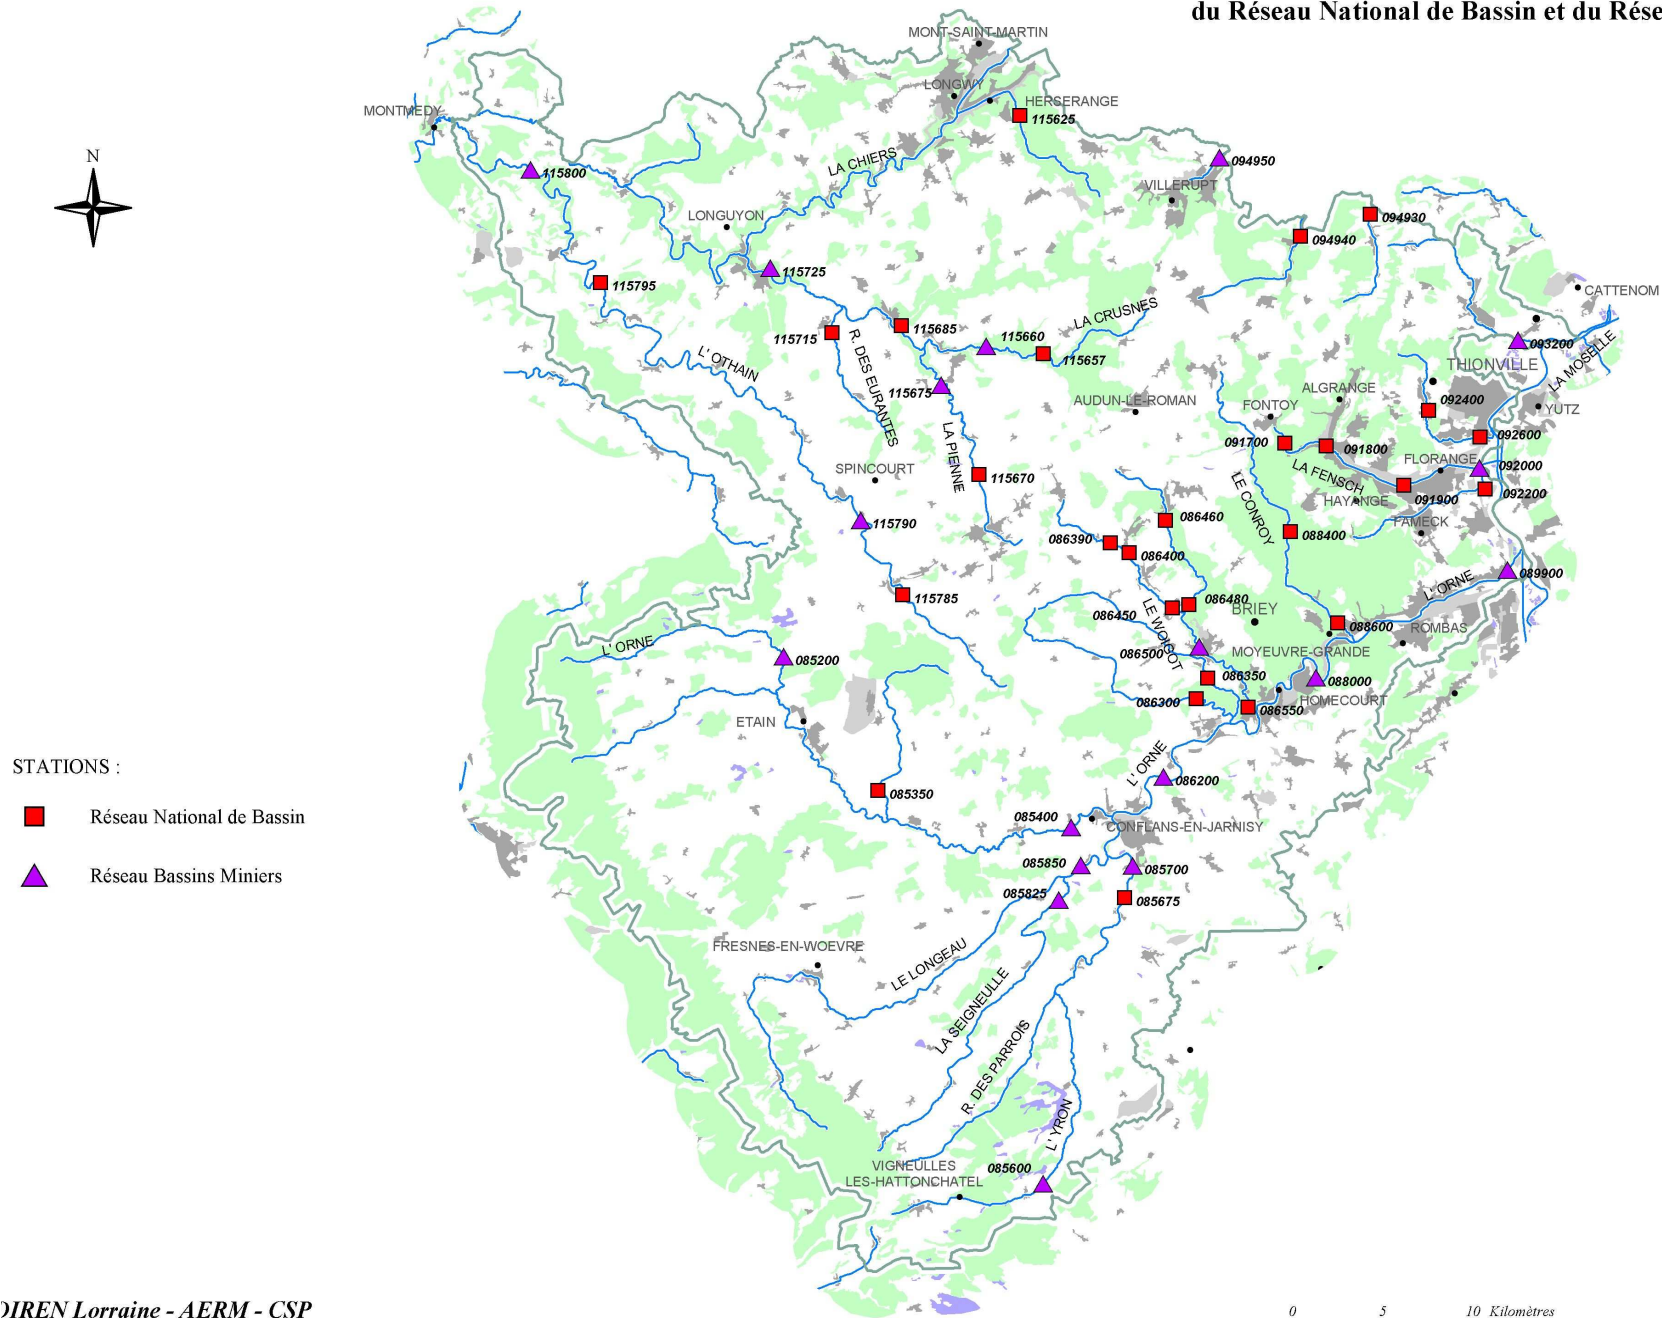 du Réseau National de Bassin et du Rése
MONT-SAINT-MARTIN
LONGWY
HERSERANGE
115625
MONTMEDY
N
115800
LA CHIERS
094950
VILLERUPT
LONGUYON
094930
094940
115725
115795
CATTENOM
LA CRUSNES
115685
115715
115660
115657
R. DES EURANTES
L' OTHAIN
093200
THIONVILLE
LA MOSELLE
115675
ALGRANGE
092400
AUDUN-LE-ROMAN
FONTOY
YUTZ
092600
091700
091800
LA PIENNE
FLORANGE
092000
SPINCOURT
115670
LA FENSCH
091900
092200
HAYANGE
LE CONROY
115790
086460
FAMECK
088400
086390
086400
089900
L' ORNE
115785
086480
086450
BRIEY
LE WOIGOT
088600
ROMBAS
L' ORNE
086500
MOYEUVRE-GRANDE
085200
086350
088000
086300
HOMECOURT
086550
ETAIN
L' ORNE
STATIONS :
086200
085350
Réseau National de Bassin
085400
CONFLANS-EN-JARNISY
085850
085700
Réseau Bassins Miniers
085825
085675
FRESNES-EN-WOEVRE
LE LONGEAU
LA SEIGNEULLE
R. DES PARROIS
L' YRON
VIGNEULLES
LES-HATTONCHATEL
085600
DIREN Lorraine - AERM - CSP
0 5 10 Kilomètres